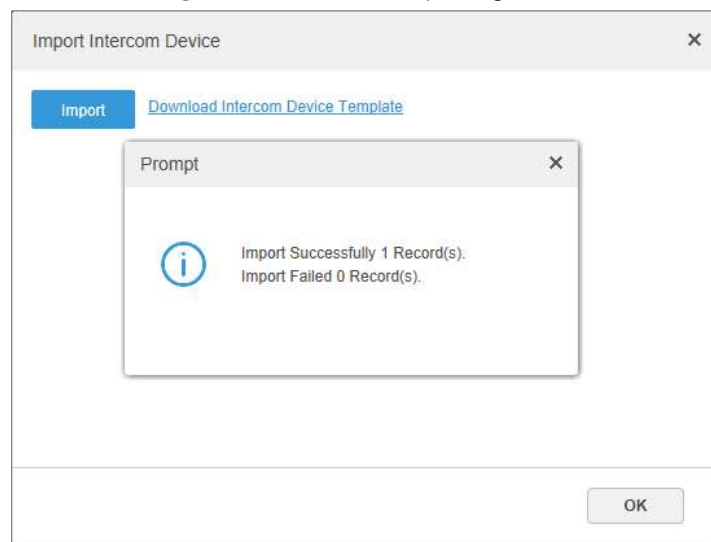 Import Intercom Device
Import Download Intercom Device Template
Prompt
Import Successfully 1 Record(s).
Import Failed 0 Record(s).
OK